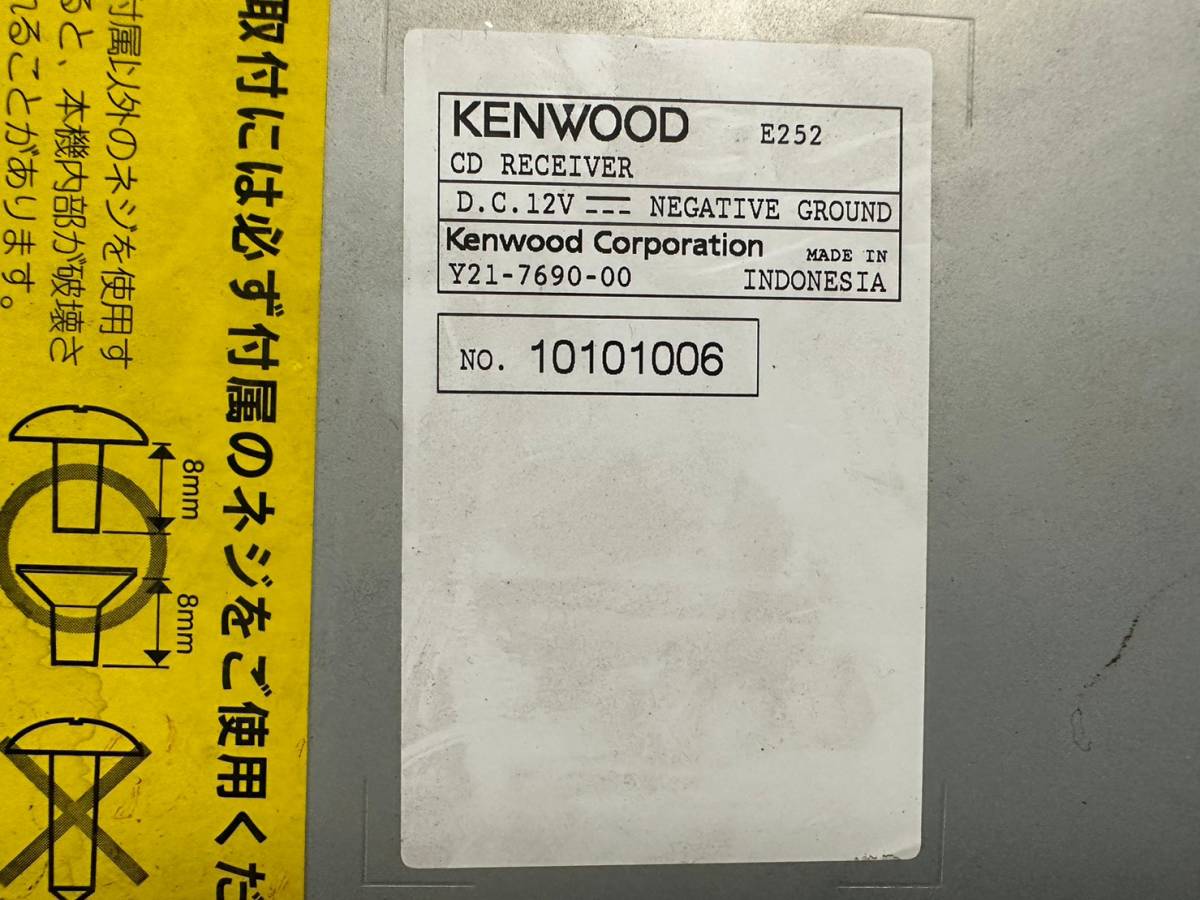 KENWOOD E252
CD RECEIVER
D.C.12V NEGATIVE GROUND
Kenwood Corporation MADE IN
Y21-7690-00 INDONESIA
NO. 10101006
取付には必ず付属のネジをご使用くだ
付属以外のネジを使用す
ると、本機内部が破壊さ
れることがあります。
8mm
8mm